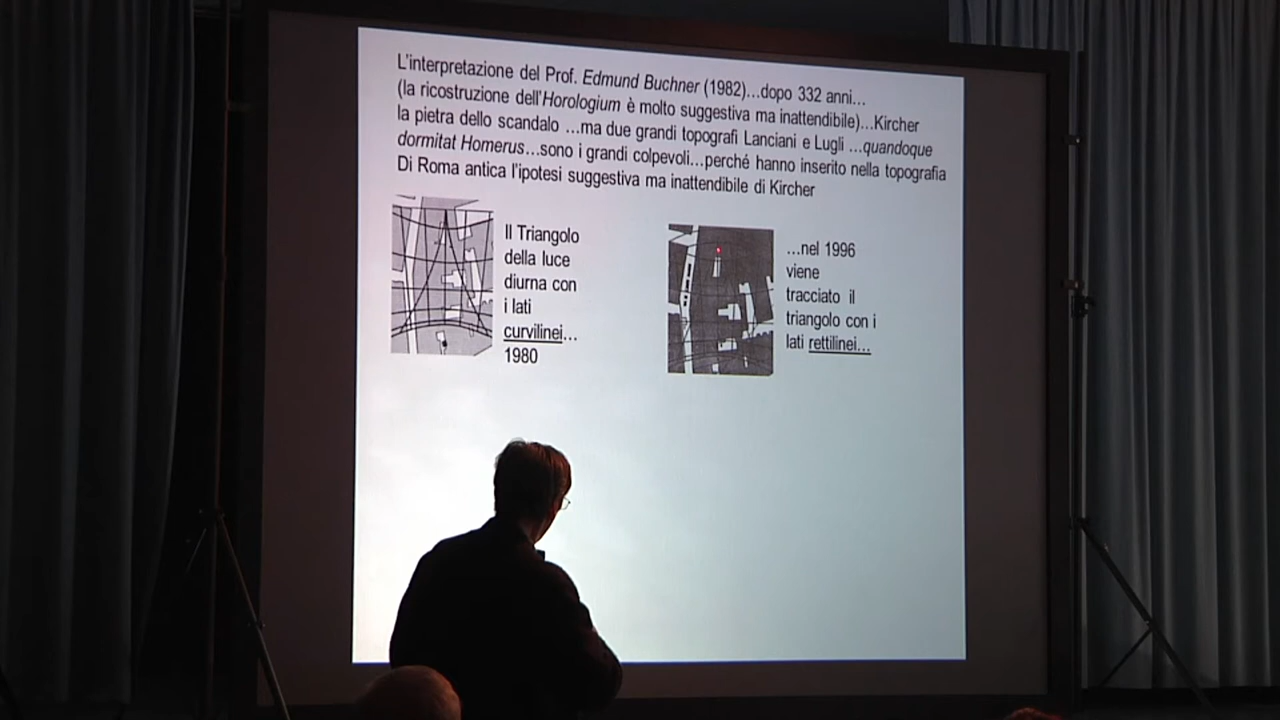 L'interpretazione del Prof. Edmund Buchner (1982)...dopo 332 anni...
(la ricostruzione dell'Horologium è molto suggestiva ma inattendibile)...Kircher
la pietra dello scandalo ...ma due grandi topografi Lanciani e Lugli ...quandoque
dormitat Homerus...sono i grandi colpevoli...perché hanno inserito nella topografia
Di Roma antica l'ipotesi suggestiva ma inattendibile di Kircher
Il Triangolo
della luce
diurna con
i lati
curvilinei...
1980
...nel 1996
viene
tracciato il
triangolo con i
lati rettilinei...